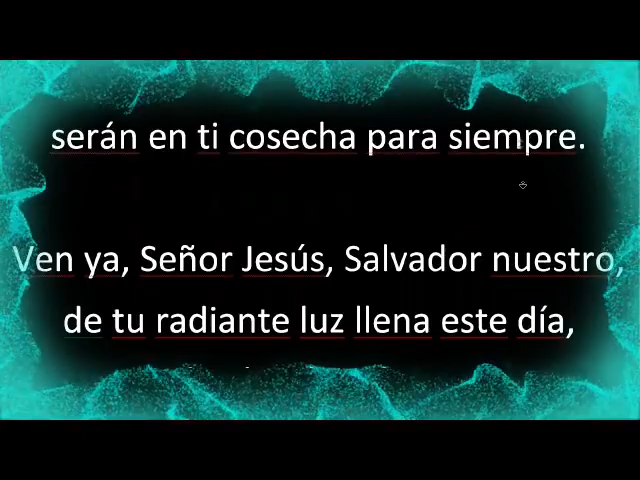 serán en ti cosecha para siempre.
Ven ya, Señor Jesús, Salvador nuestro,
de tu radiante luz llena este día,